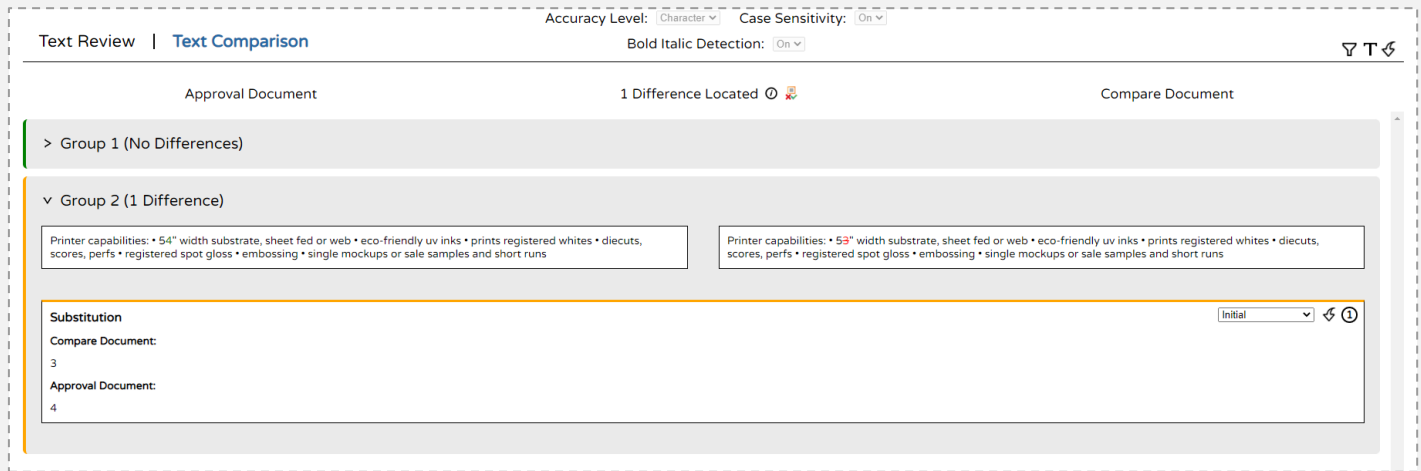 Accuracy Level: Character Case Sensitivity: On
Text Review | Text Comparison
Bold Italic Detection: On
Approval Document
1 Difference Located
Compare Document
> Group 1 (No Differences)
Group 2 (1 Difference)
Printer capabilities: • 54" width substrate, sheet fed or web • eco-friendly uv inks • prints registered whites • diecuts,
scores, perfs • registered spot gloss • embossing • single mockups or sale samples and short runs
Printer capabilities: • 53" width substrate, sheet fed or web • eco-friendly uv inks • prints registered whites • diecuts,
scores, perfs • registered spot gloss • embossing • single mockups or sale samples and short runs
Substitution
Initial
1
Compare Document:
3
Approval Document:
4